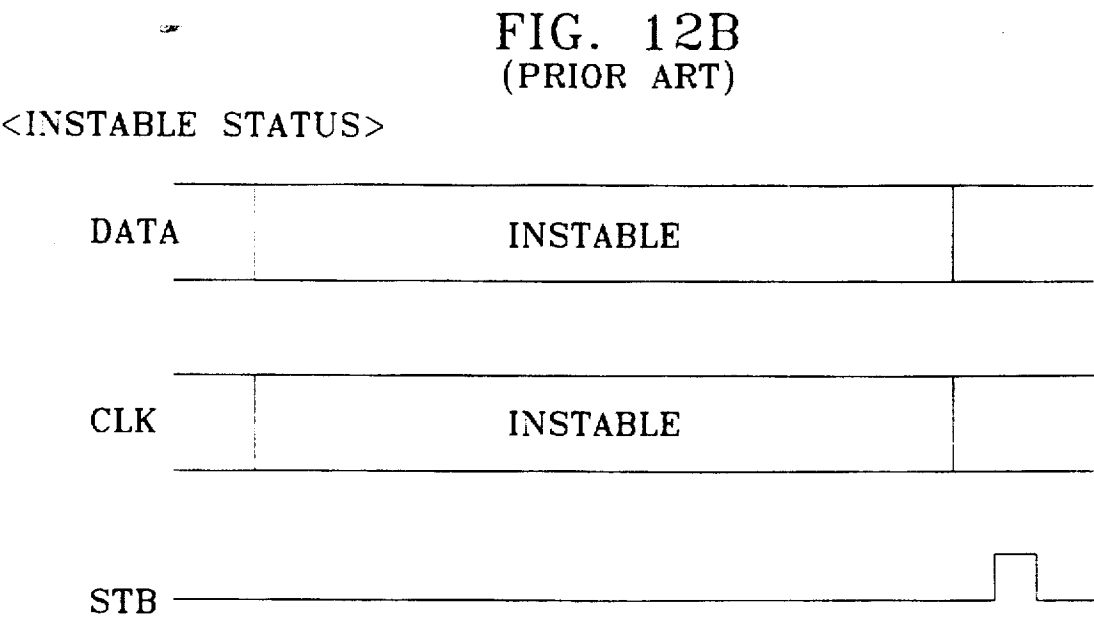 FIG. 12B
(PRIOR ART)
<INSTABLE STATUS>
DATA INSTABLE
CLK INSTABLE
STB